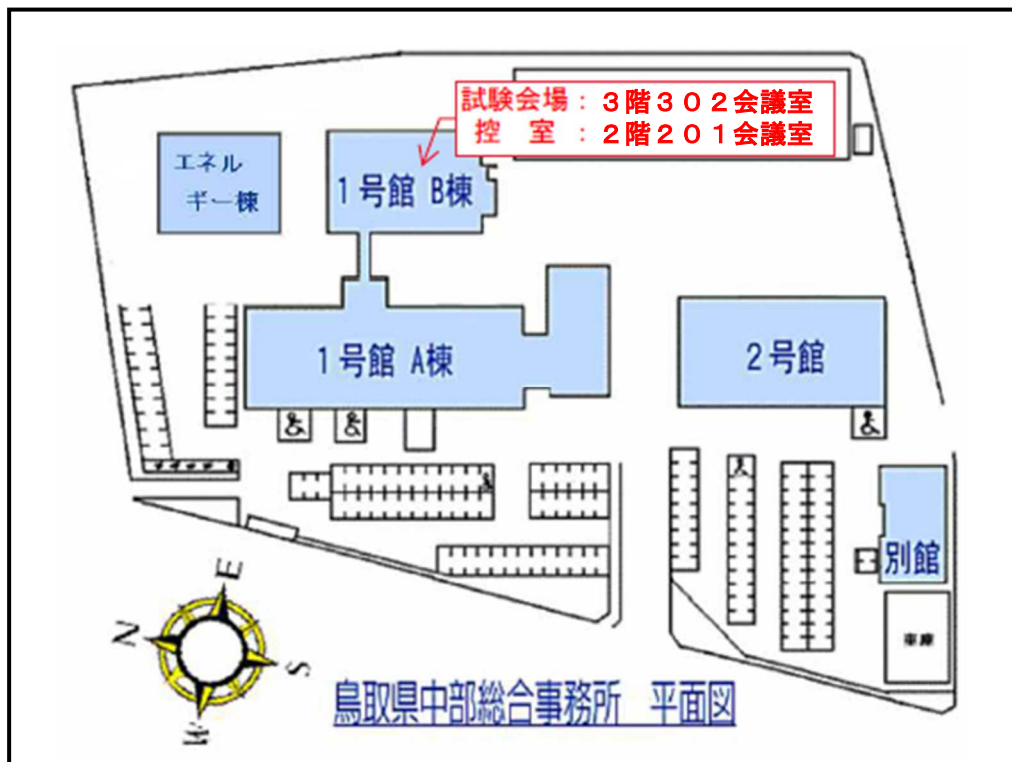 試験会場：３階３０２会議室
控　室　：２階２０１会議室
エネル
ギー棟
１号館 B棟
１号館 A棟
２号館
別館
車庫
E
N
S
W
鳥取県中部総合事務所　平面図